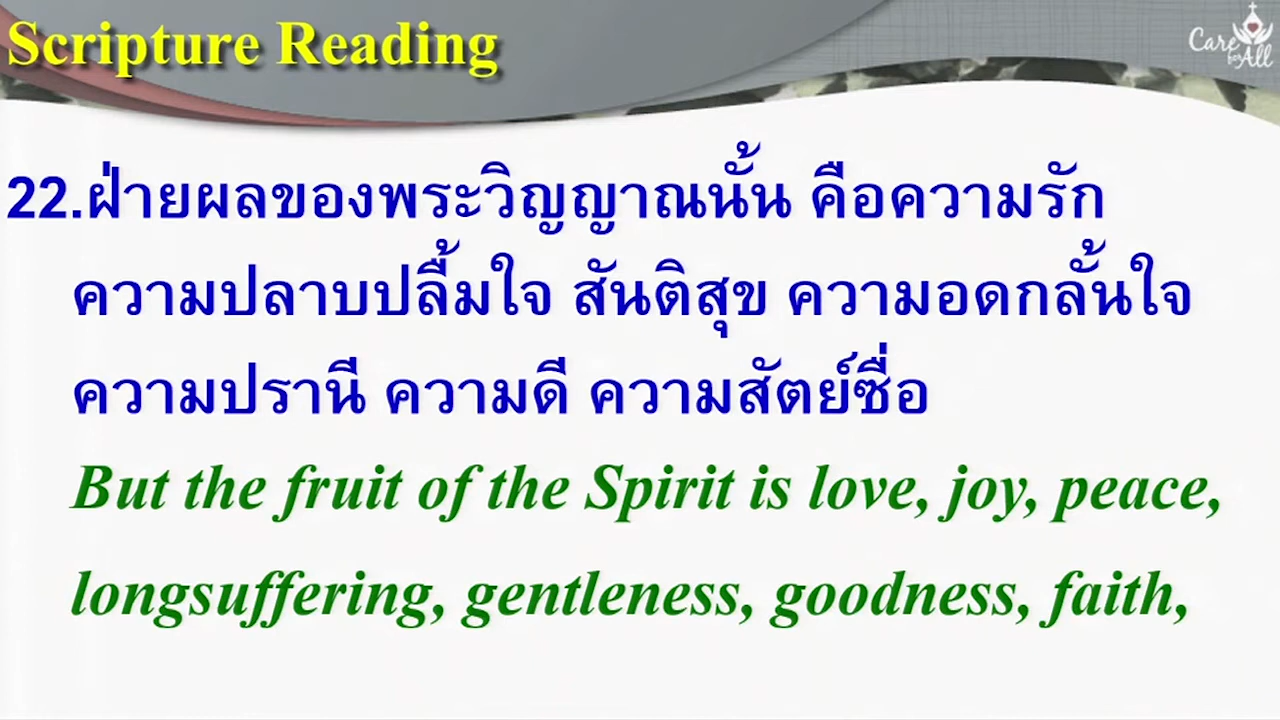 Scripture Reading
Care for All
22.ฝ่ายผลของพระวิญญาณนั้น คือความรัก
ความปลาบปลื้มใจ สันติสุข ความอดกลั้นใจ
ความปรานี ความดี ความสัตย์ซื่อ
But the fruit of the Spirit is love, joy, peace,
longsuffering, gentleness, goodness, faith,